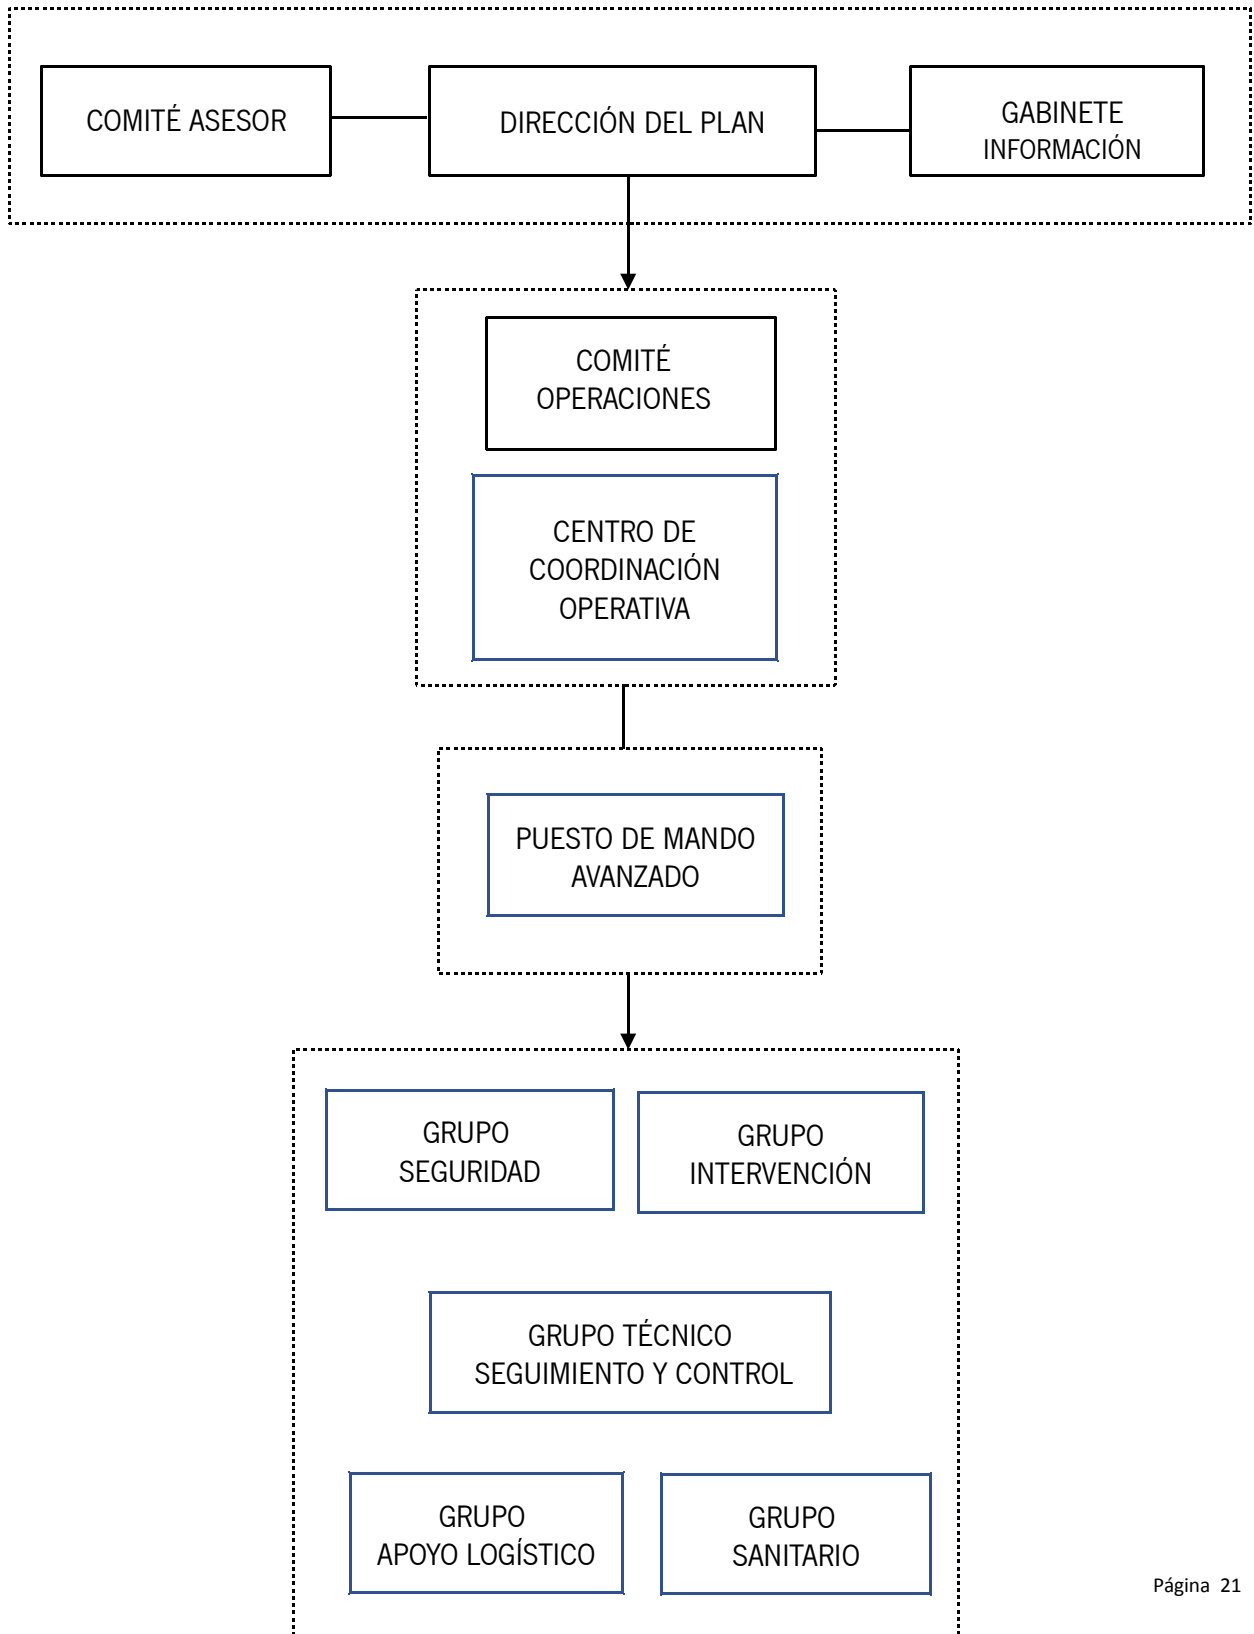 COMITÉ ASESOR
DIRECCIÓN DEL PLAN
GABINETE
INFORMACIÓN
COMITÉ
OPERACIONES
CENTRO DE
COORDINACIÓN
OPERATIVA
PUESTO DE MANDO
AVANZADO
GRUPO
SEGURIDAD
GRUPO
INTERVENCIÓN
GRUPO TÉCNICO
SEGUIMIENTO Y CONTROL
GRUPO
APOYO LOGÍSTICO
GRUPO
SANITARIO
Página 21